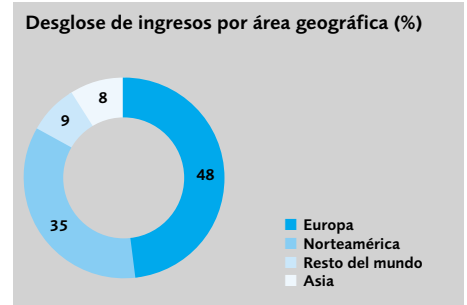 Desglose de ingresos por área geográfica (%)
8
9
48
35
Europa
Norteamérica
Resto del mundo
Asia